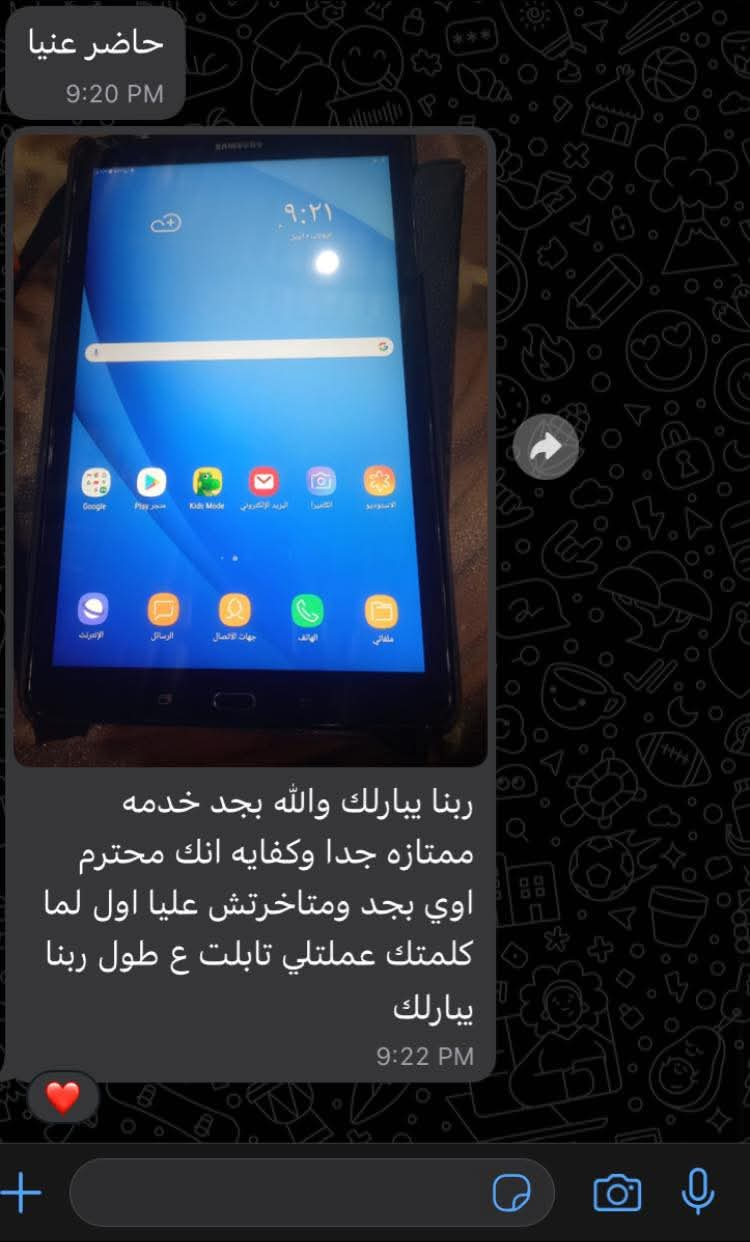 حاضر عنيا
9:20 PM
SAMSUNG
٩:٢١
Google
متجر Play
Kids Mode
البريد الإلكتروني
الكاميرا
الاستوديو
الإنترنت
الرسائل
جهات الاتصال
الهاتف
ملفاتي
ربنا يبارلك والله بجد خدمه
ممتازه جدا وكفايه انك محترم
اوي بجد ومتاخرتش عليا اول لما
كلمتك عملتلي تابلت ع طول ربنا
يبارلك
9:22 PM